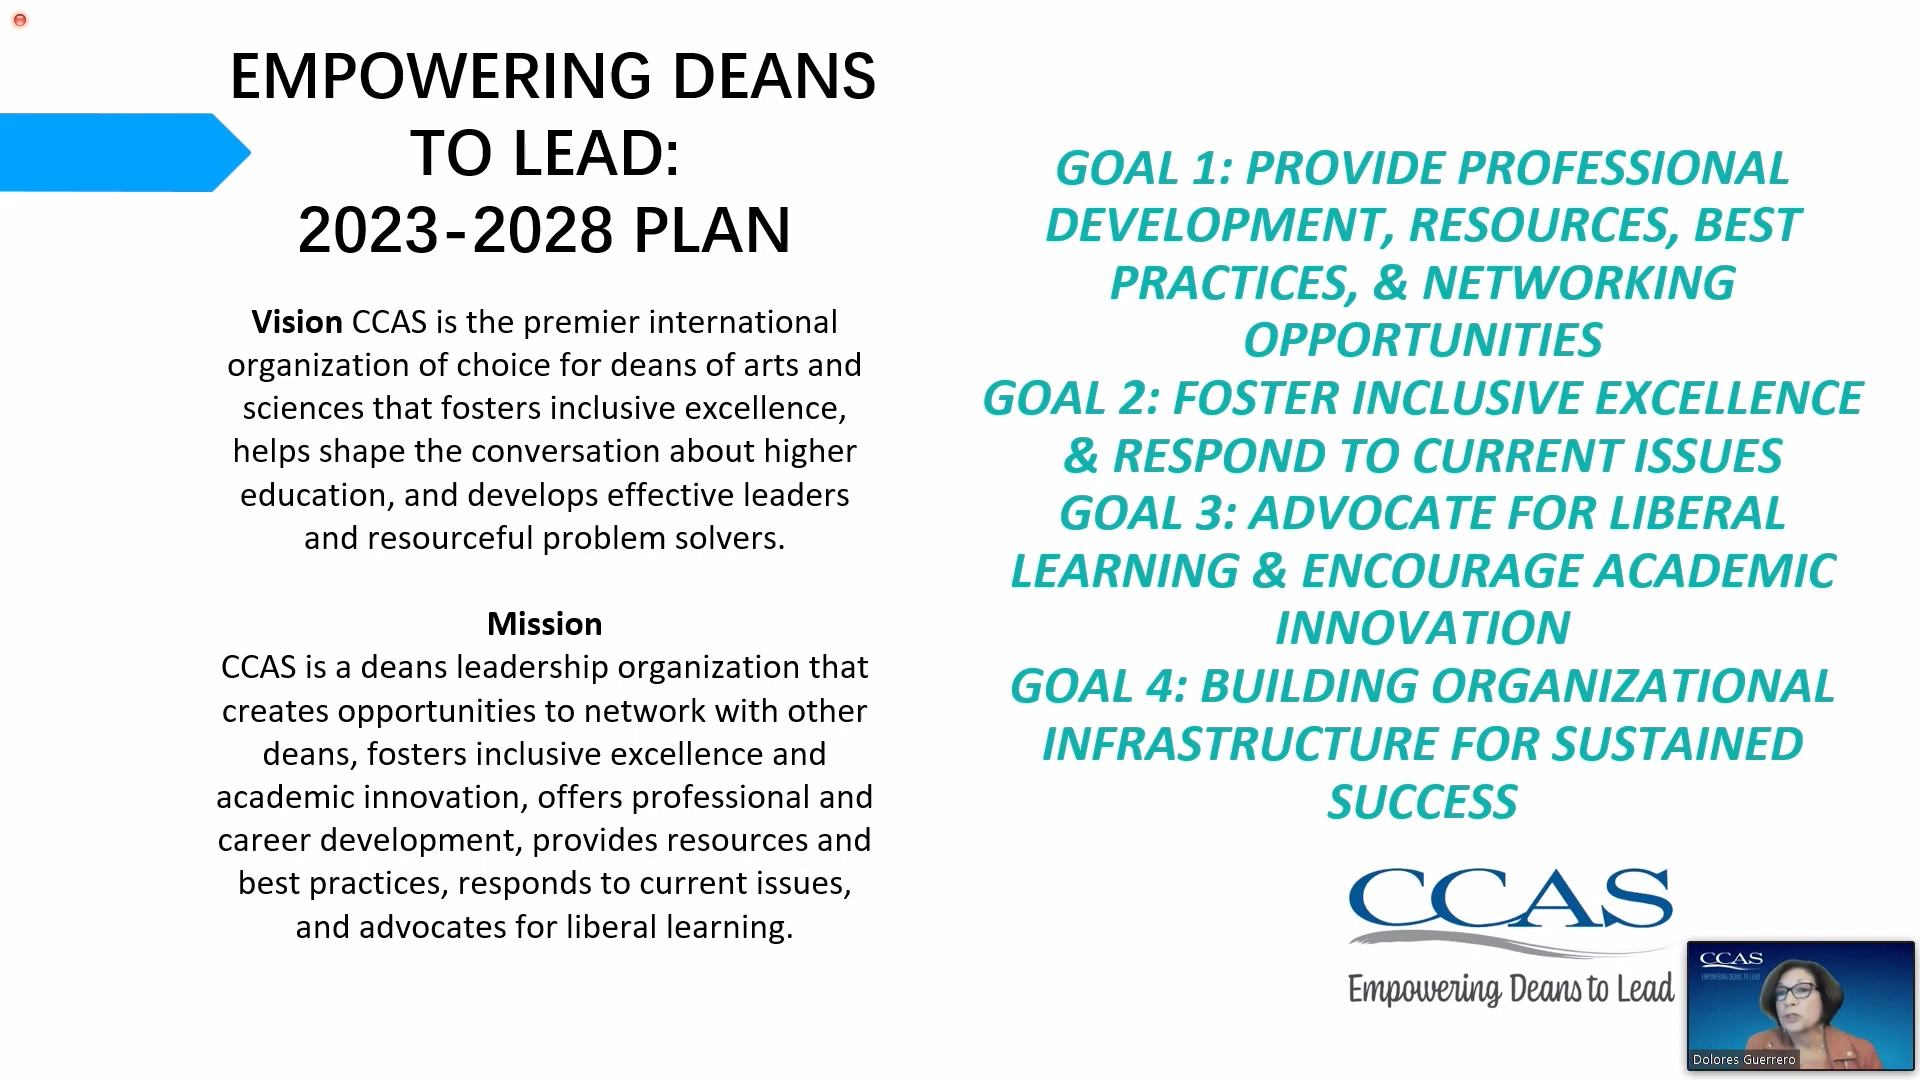 EMPOWERING DEANS
TO LEAD:
2023-2028 PLAN
Vision CCAS is the premier international
organization of choice for deans of arts and
sciences that fosters inclusive excellence,
helps shape the conversation about higher
education, and develops effective leaders
and resourceful problem solvers.
Mission
CCAS is a deans leadership organization that
creates opportunities to network with other
deans, fosters inclusive excellence and
academic innovation, offers professional and
career development, provides resources and
best practices, responds to current issues,
and advocates for liberal learning.
GOAL 1: PROVIDE PROFESSIONAL
DEVELOPMENT, RESOURCES, BEST
PRACTICES, & NETWORKING
OPPORTUNITIES
GOAL 2: FOSTER INCLUSIVE EXCELLENCE
& RESPOND TO CURRENT ISSUES
GOAL 3: ADVOCATE FOR LIBERAL
LEARNING & ENCOURAGE ACADEMIC
INNOVATION
GOAL 4: BUILDING ORGANIZATIONAL
INFRASTRUCTURE FOR SUSTAINED
SUCCESS
CCAS
Empowering Deans to Lead
CCAS
EMPOWERING DEANS TO LEAD
Dolores Guerrero